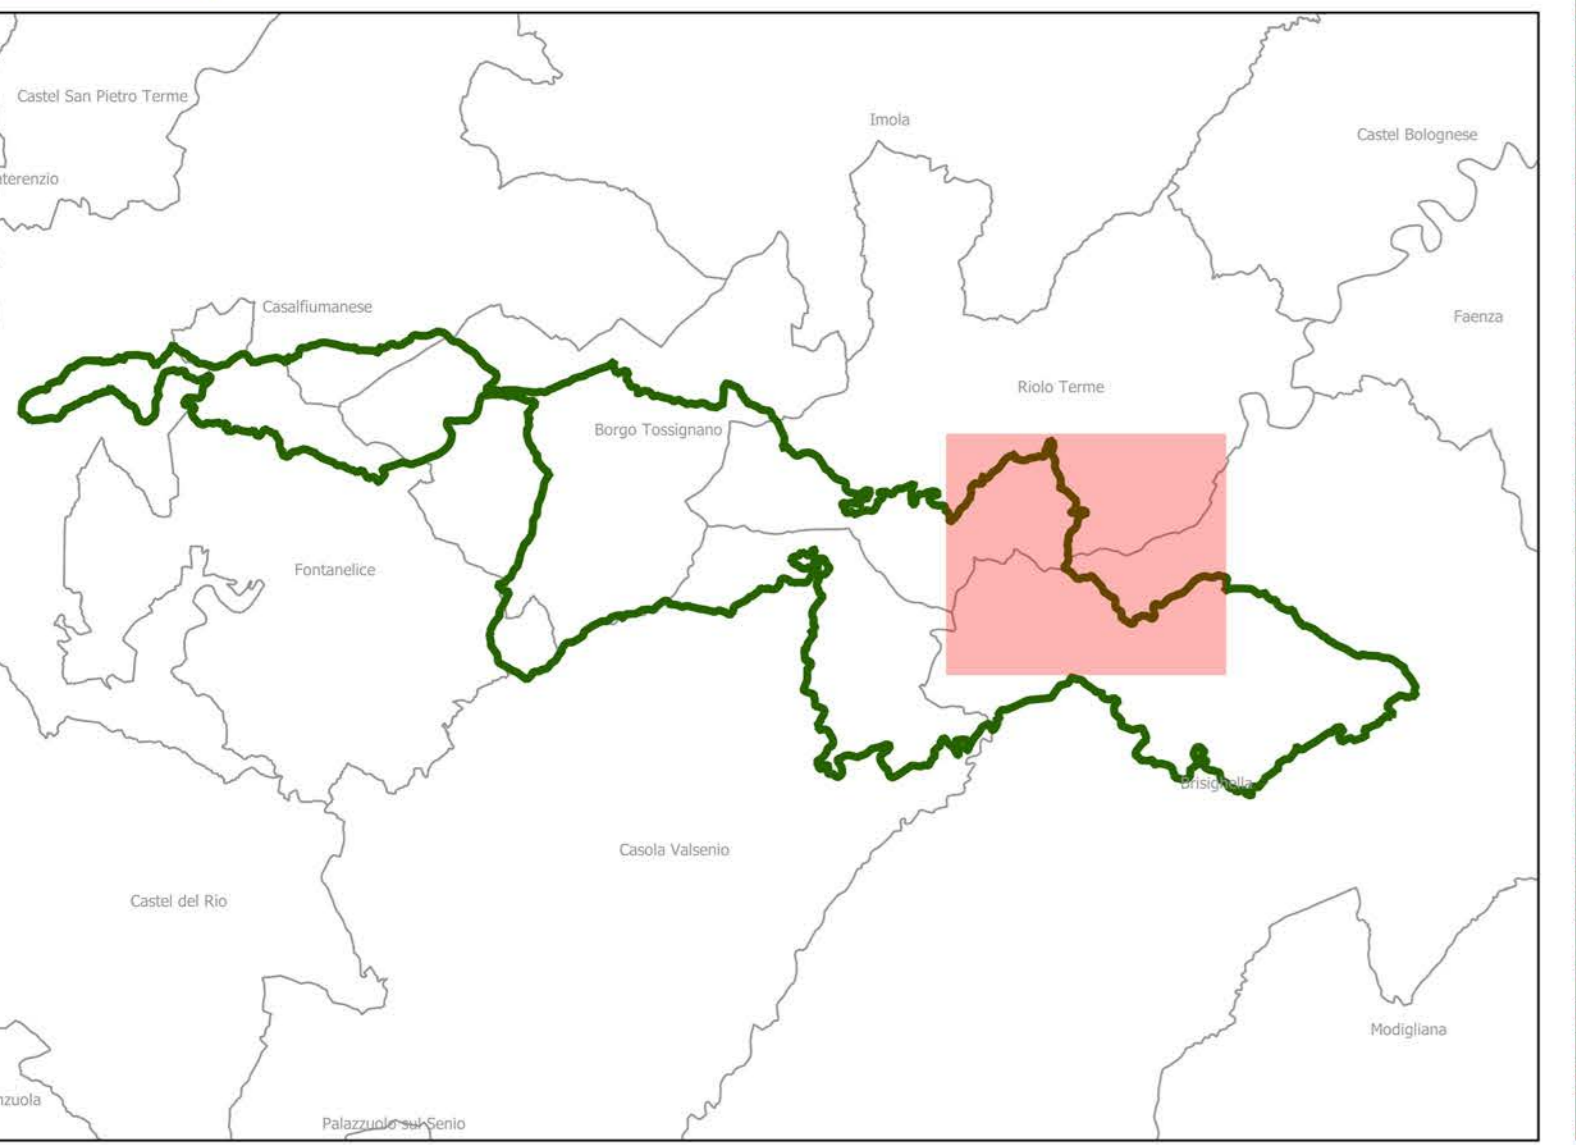 Castel San Pietro Terme
Imola
Castel Bolognese
nterenzio
Casalfiumanese
Faenza
Riolo Terme
Borgo Tossignano
Fontanelice
Brisighella
Casola Valsenio
Castel del Rio
Modigliana
nzuola
Palazzuolo sul Senio